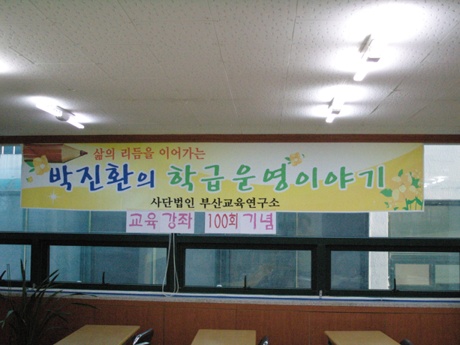 삶의 리듬을 이어가는
박진환의 학급운영이야기
사단법인 부산교육연구소
교육강좌 100회 기념